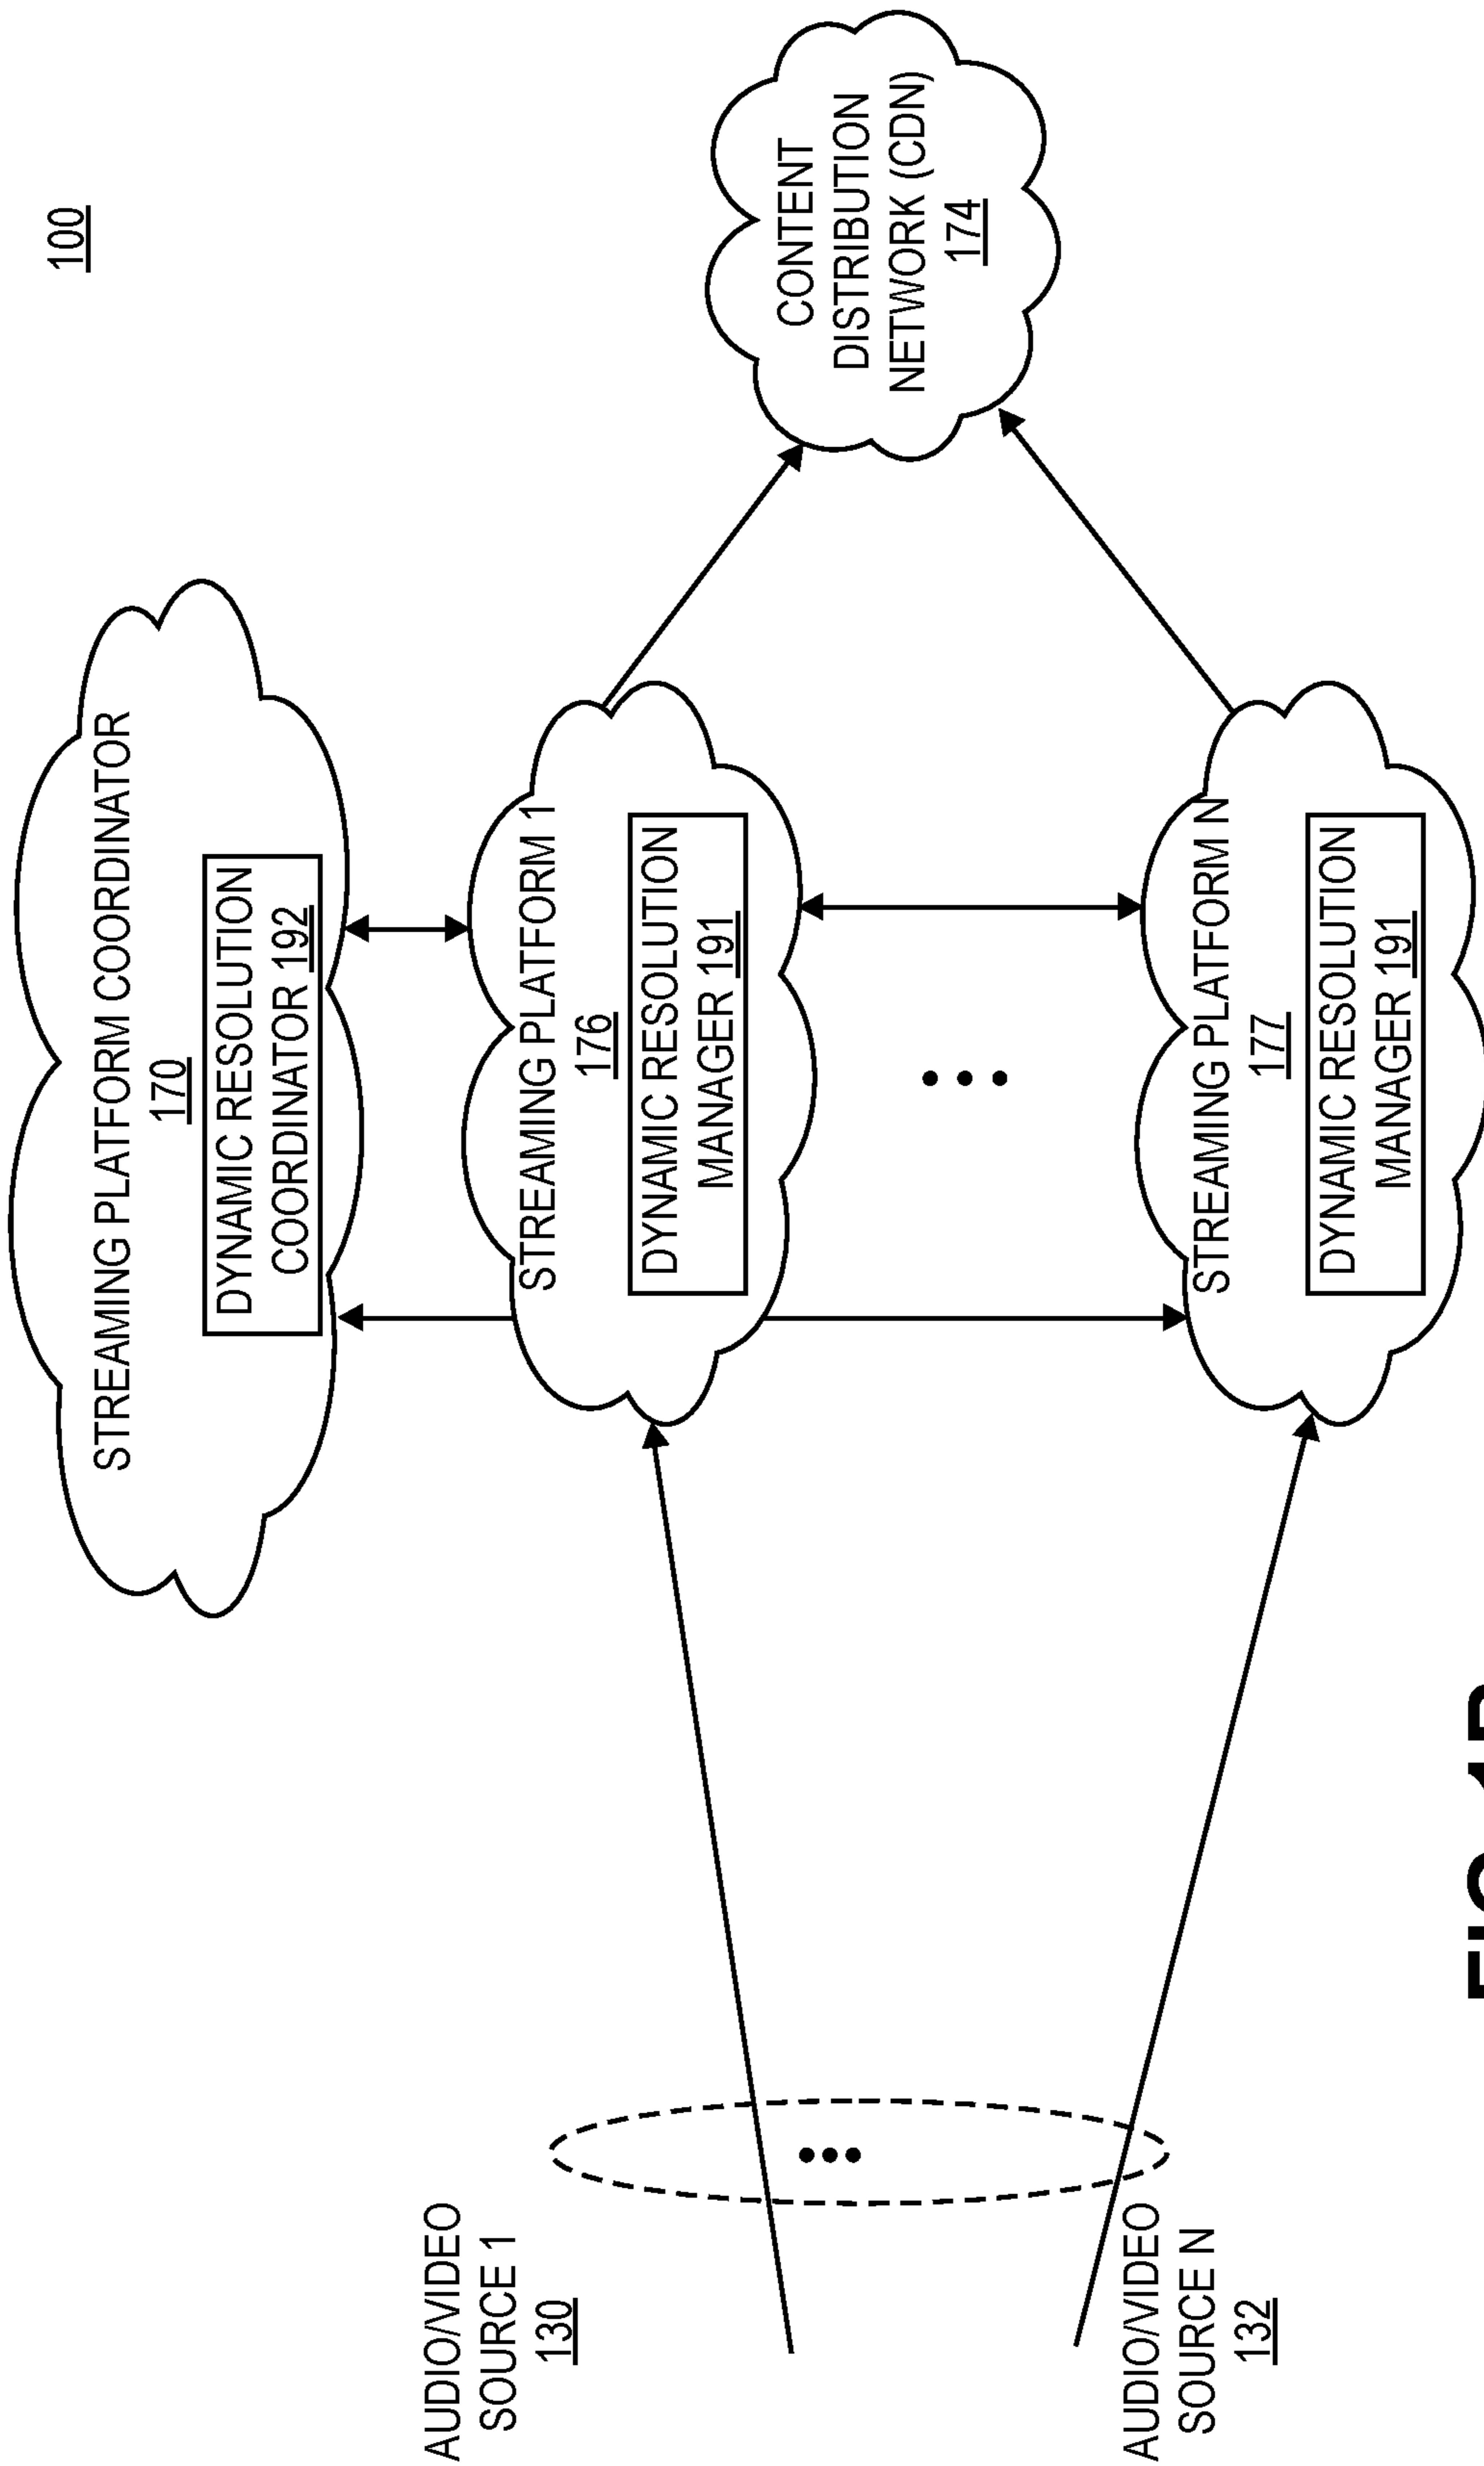 100
STREAMING PLATFORM COORDINATOR
170
DYNAMIC RESOLUTION
COORDINATOR 192
AUDIO/VIDEO
SOURCE 1
130
STREAMING PLATFORM 1
176
DYNAMIC RESOLUTION
MANAGER 191
CONTENT
DISTRIBUTION
NETWORK (CDN)
174
AUDIO/VIDEO
SOURCE N
132
STREAMING PLATFORM N
177
DYNAMIC RESOLUTION
MANAGER 191